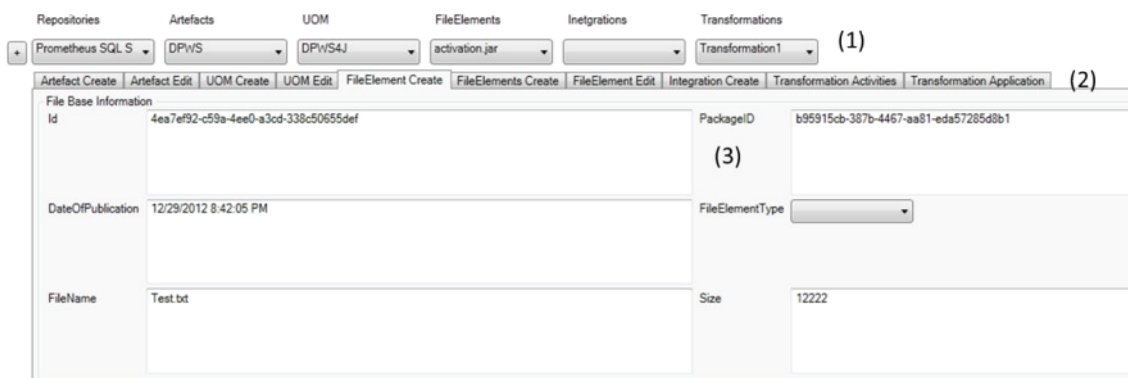 Repositories Artefacts UOM FileElements Inetgrations Transformations
+ Prometheus SQL S DPWS DPWS4J activation.jar Transformation1 (1)
Artefact Create Artefact Edit UOM Create UOM Edit FileElement Create FileElements Create FileElement Edit Integration Create Transformation Activities Transformation Application (2)
File Base Information
Id 4ea7ef92-c59a-4ee0-a3cd-338c50655def PackageID b95915cb-387b-4467-aa81-eda57285d8b1
(3)
DateOfPublication 12/29/2012 8:42:05 PM FileElementType
FileName Test.txt Size 12222